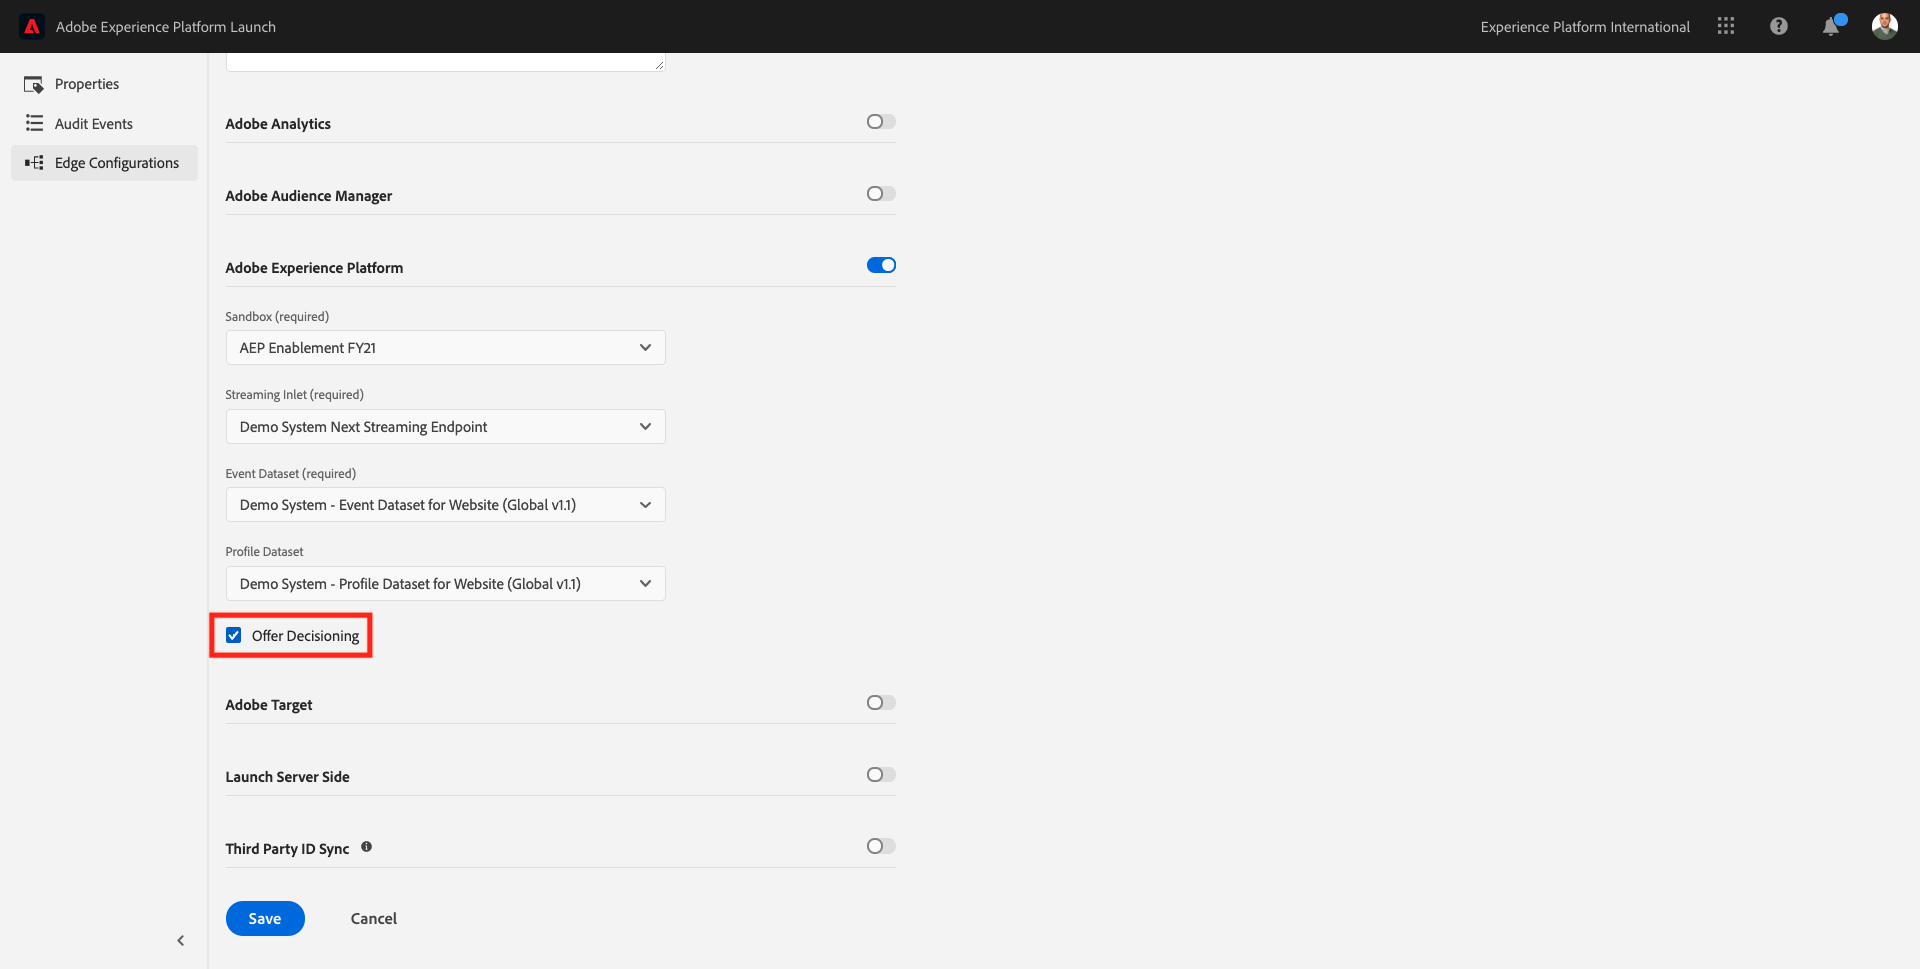 Adobe Experience Platform Launch
Experience Platform International
Properties
Audit Events
Edge Configurations
Adobe Analytics
Adobe Audience Manager
Adobe Experience Platform
Sandbox (required)
AEP Enablement FY21
Streaming Inlet (required)
Demo System Next Streaming Endpoint
Event Dataset (required)
Demo System - Event Dataset for Website (Global v1.1)
Profile Dataset
Demo System - Profile Dataset for Website (Global v1.1)
Offer Decisioning
Adobe Target
Launch Server Side
Third Party ID Sync
Save
Cancel